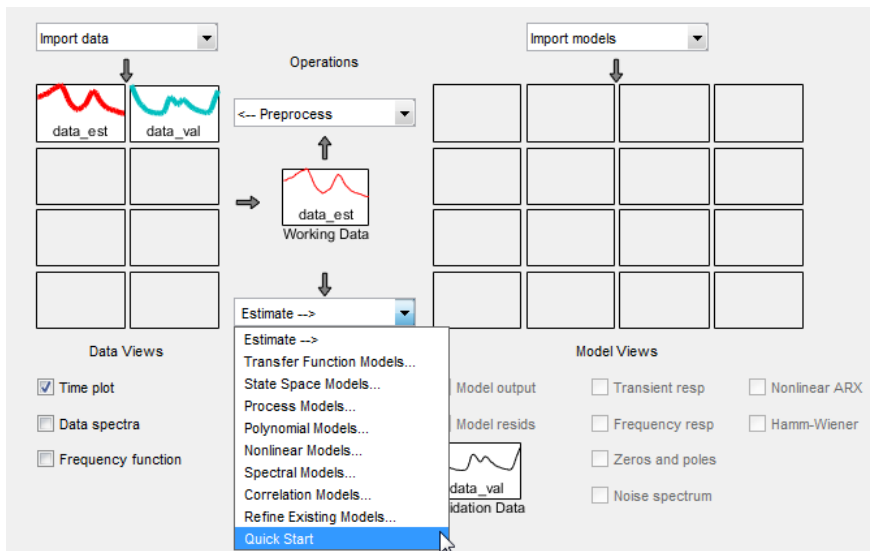 Import data
Import models
Operations
data_est
data_val
<-- Preprocess
data_est
Working Data
Estimate -->
Estimate -->
Transfer Function Models...
State Space Models...
Process Models...
Polynomial Models...
Nonlinear Models...
Spectral Models...
Correlation Models...
Refine Existing Models...
Quick Start
Data Views
Time plot
Data spectra
Frequency function
Model Views
Model output
Transient resp
Nonlinear ARX
Model resids
Frequency resp
Hamm-Wiener
Zeros and poles
data_val
idation Data
Noise spectrum